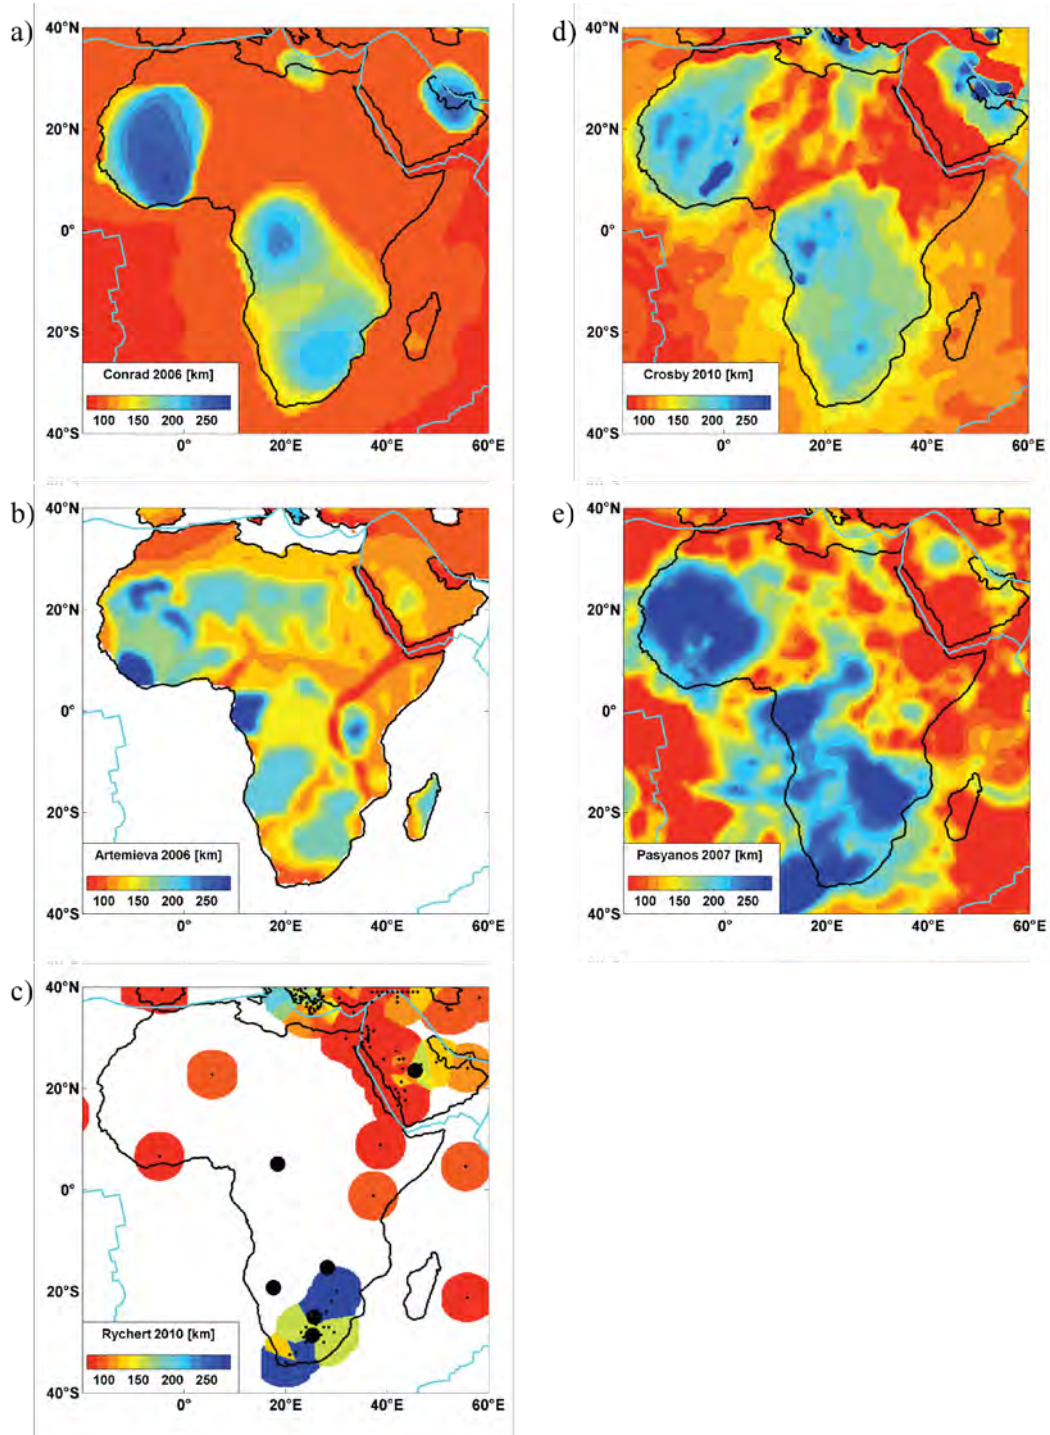 a)
40°N
20°N
0°
20°S
40°S
Conrad 2006 [km]
100 150 200 250
0° 20°E 40°E 60°E
d)
40°N
20°N
0°
20°S
40°S
Crosby 2010 [km]
100 150 200 250
0° 20°E 40°E 60°E
b)
40°N
20°N
0°
20°S
40°S
Artemieva 2006 [km]
100 150 200 250
0° 20°E 40°E 60°E
e)
40°N
20°N
0°
20°S
40°S
Pasyanos 2007 [km]
100 150 200 250
0° 20°E 40°E 60°E
c)
40°N
20°N
0°
20°S
40°S
Rychert 2010 [km]
100 150 200 250
0° 20°E 40°E 60°E